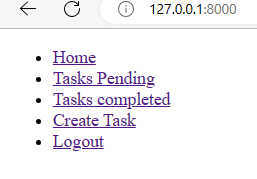 127.0.0.1:8000
Home
Tasks Pending
Tasks completed
Create Task
Logout